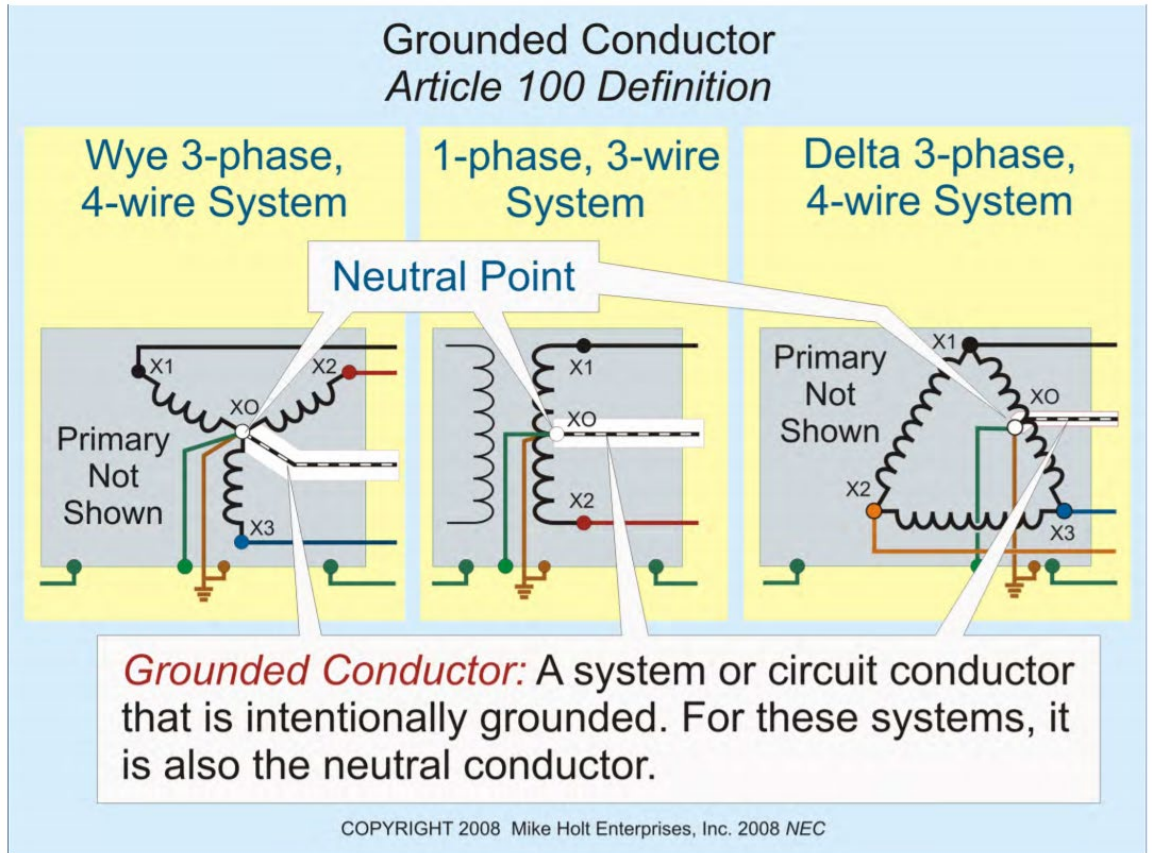 Grounded Conductor
Article 100 Definition
Wye 3-phase,
4-wire System
1-phase, 3-wire
System
Delta 3-phase,
4-wire System
Neutral Point
X1
X2
XO
Primary
Not
Shown
X3
X1
XO
X2
Primary
Not
Shown
X1
XO
X2
X3
Grounded Conductor: A system or circuit conductor
that is intentionally grounded. For these systems, it
is also the neutral conductor.
COPYRIGHT 2008 Mike Holt Enterprises, Inc. 2008 NEC